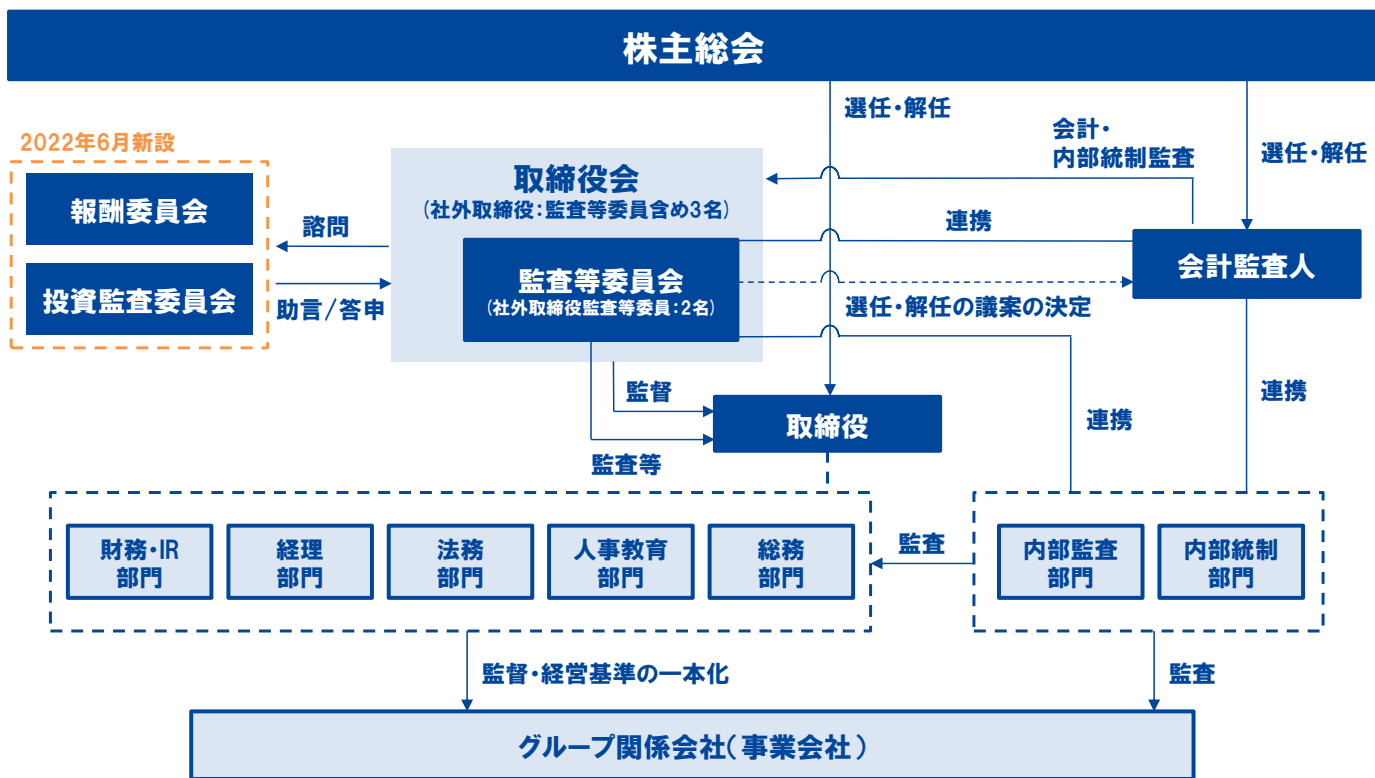 株主総会
選任・解任
会計・
内部統制監査
選任・解任
2022年6月新設
報酬委員会
投資監査委員会
諮問
助言/答申
取締役会
(社外取締役:監査等委員含め3名)
監査等委員会
(社外取締役監査等委員:2名)
連携
会計監査人
選任・解任の議案の決定
監督
監査等
取締役
連携
連携
財務・IR
部門
経理
部門
法務
部門
人事教育
部門
総務
部門
監査
内部監査
部門
内部統制
部門
監督・経営基準の一本化
監査
グループ関係会社(事業会社)